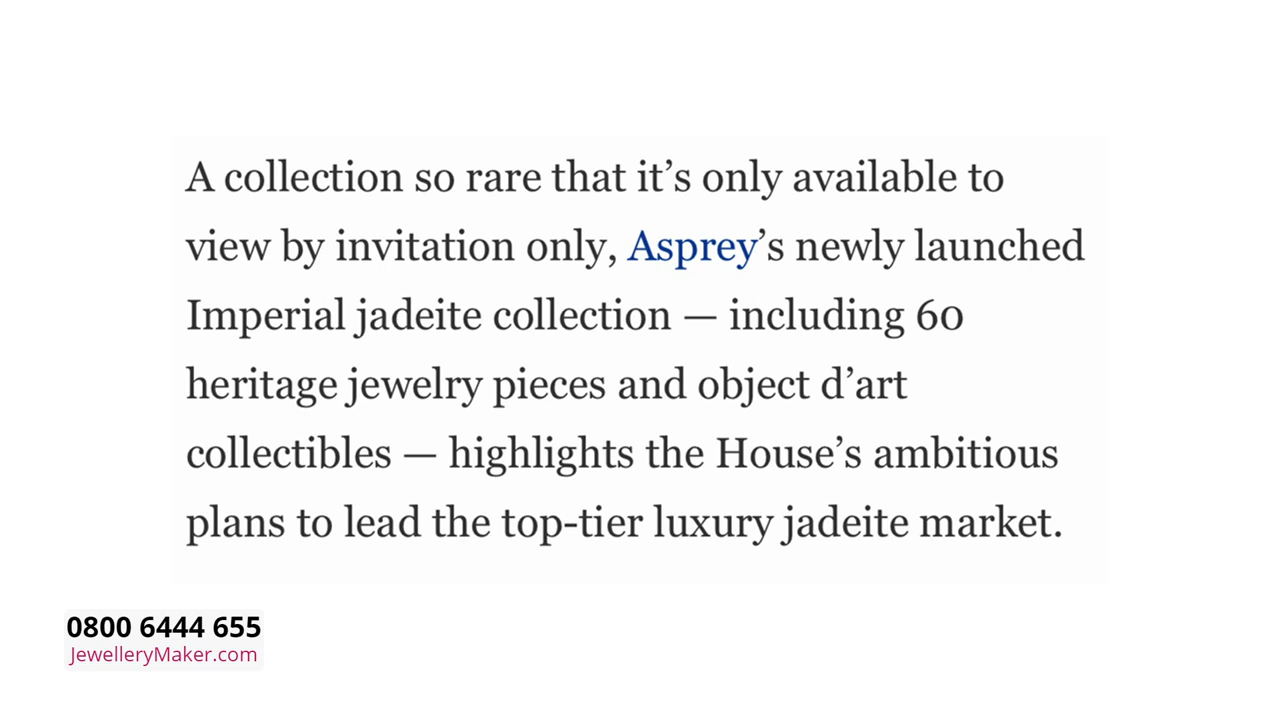 A collection so rare that it’s only available to
view by invitation only, Asprey’s newly launched
Imperial jadeite collection — including 60
heritage jewelry pieces and object d’art
collectibles — highlights the House’s ambitious
plans to lead the top-tier luxury jadeite market.
0800 6444 655
JewelleryMaker.com